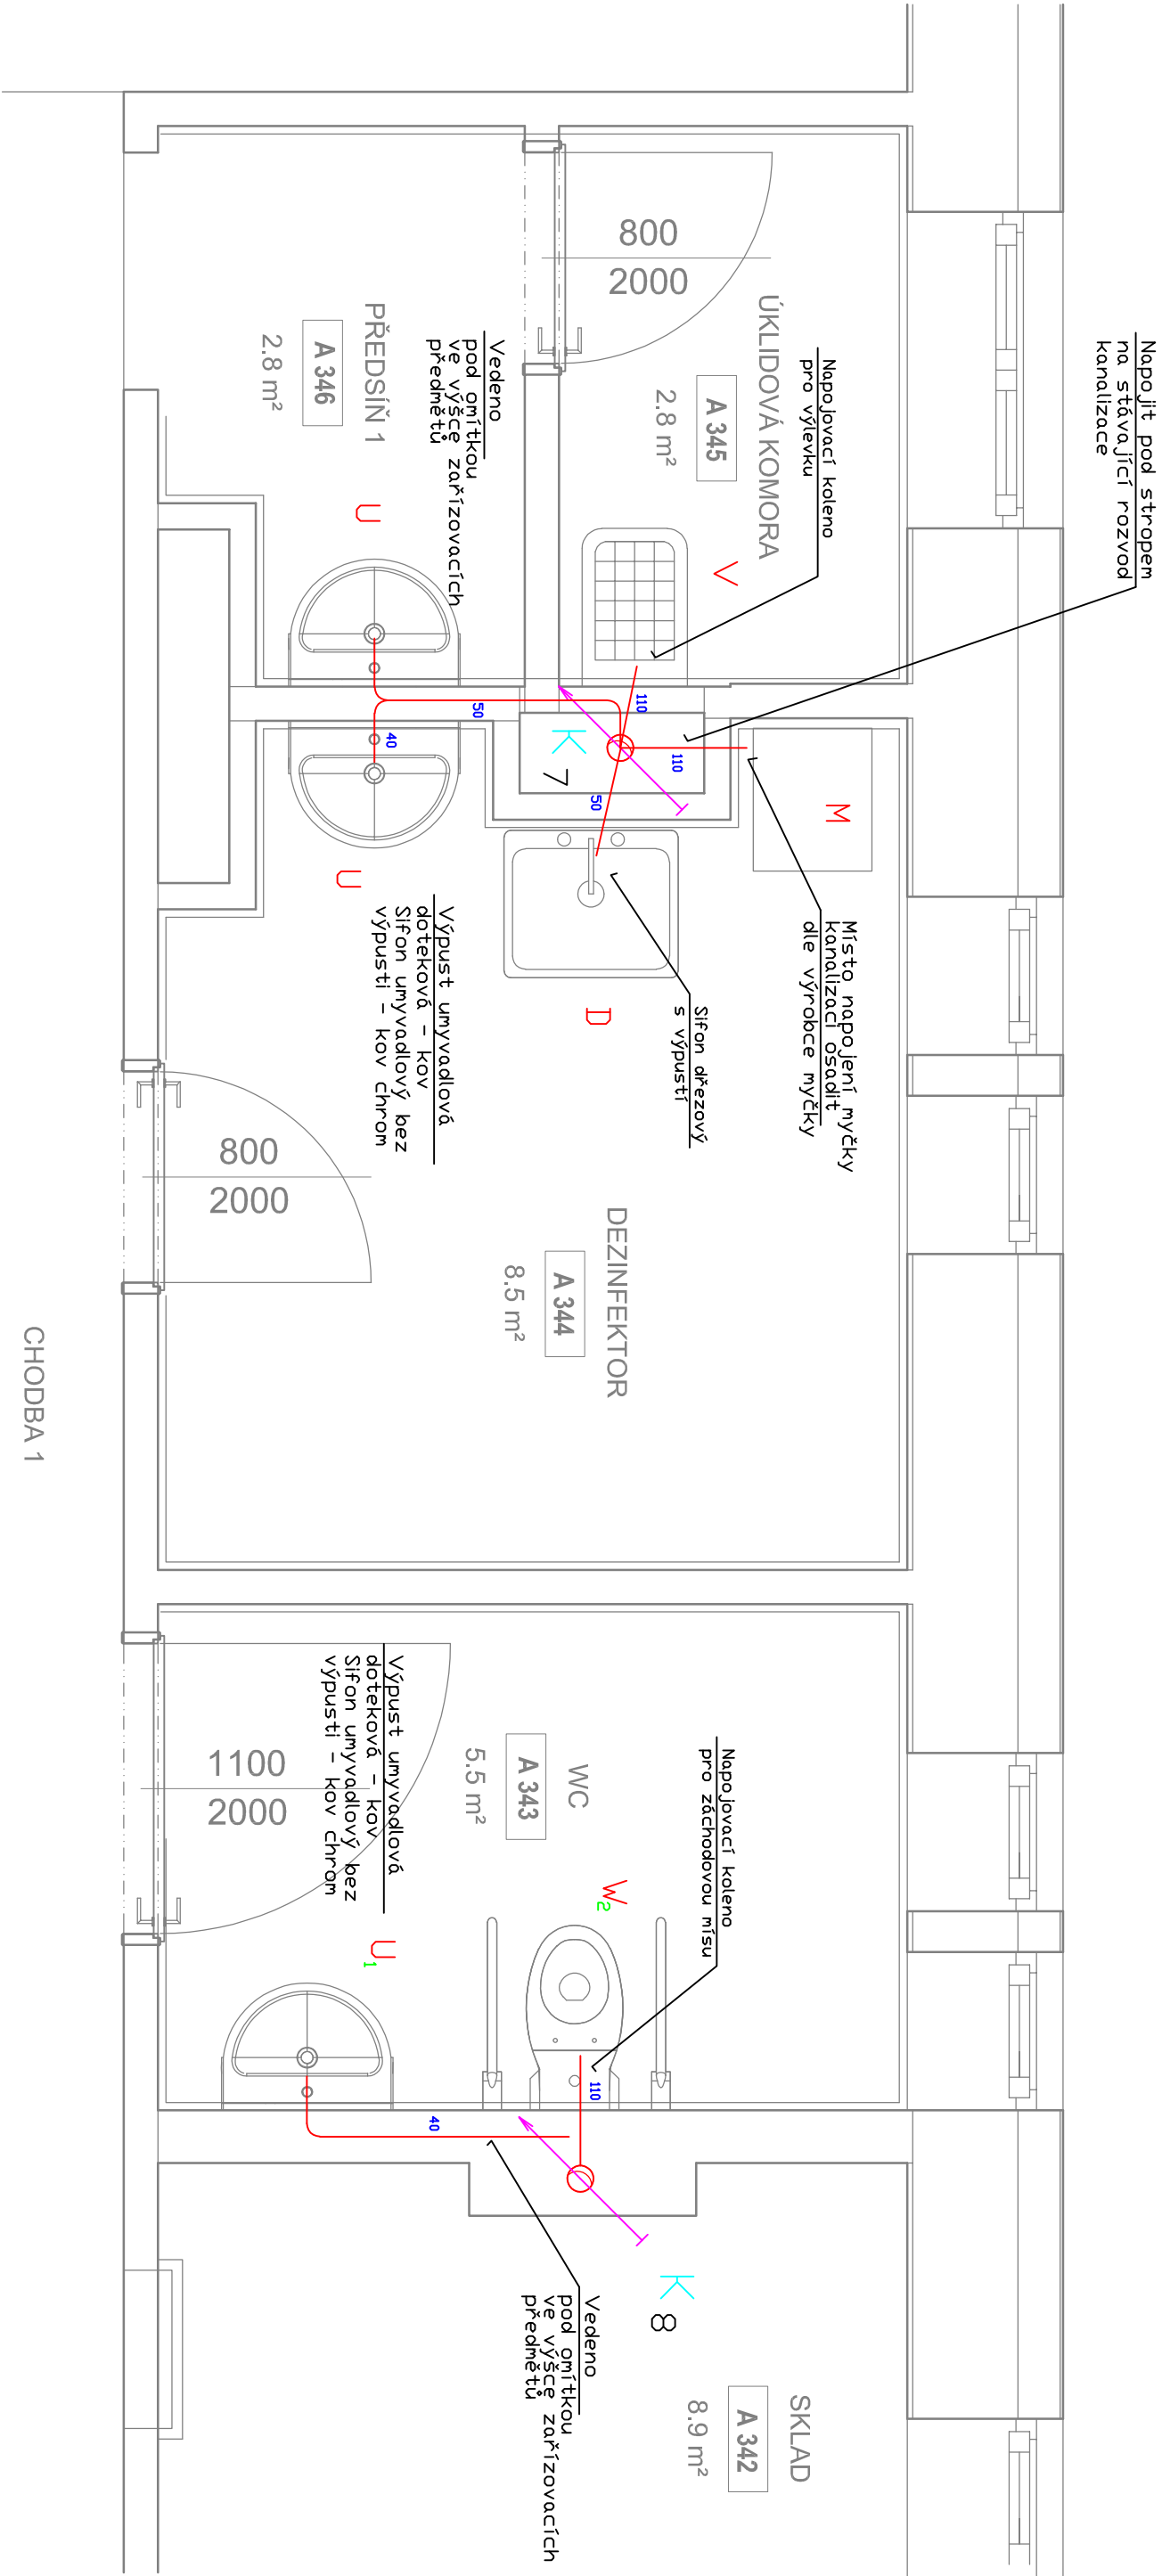 Napojit pod stropem
na stávající rozvod
kanalizace
Napojovací koleno
pro výlevku
ÚKLIDOVÁ KOMORA
A 345
2.8 m²
800
2000
V
Vedeno
pod omítkou
ve výšce zařizovacích
předmětů
PŘEDSÍŇ 1
A 346
2.8 m²
U
110
110
50
50
40
K 7
M
U
D
Místo napojení myčky
kanalizaci osadit
dle výrobce myčky
Sifon dřezový
s výpustí
Výpust umyvadlová
doteková - kov
Sifon umyvadlový bez
výpusti - kov chrom
800
2000
DEZINFEKTOR
A 344
8.5 m²
CHODBA 1
Výpust umyvadlová
doteková - kov
Sifon umyvadlový bez
výpusti - kov chrom
1100
2000
WC
A 343
5.5 m²
Napojovací koleno
pro záchodovou mísu
W2
U1
110
40
K 8
Vedeno
pod omítkou
ve výšce zařizovacích
předmětů
SKLAD
A 342
8.9 m²